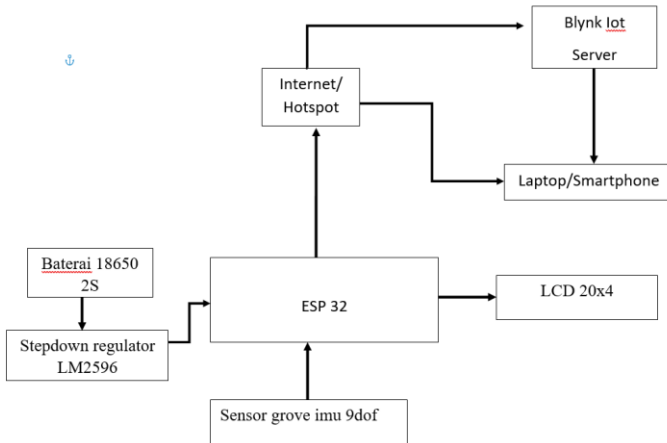 Blynk Iot
Server
Internet/
Hotspot
Laptop/Smartphone
Baterai 18650
2S
ESP 32
LCD 20x4
Stepdown regulator
LM2596
Sensor grove imu 9dof